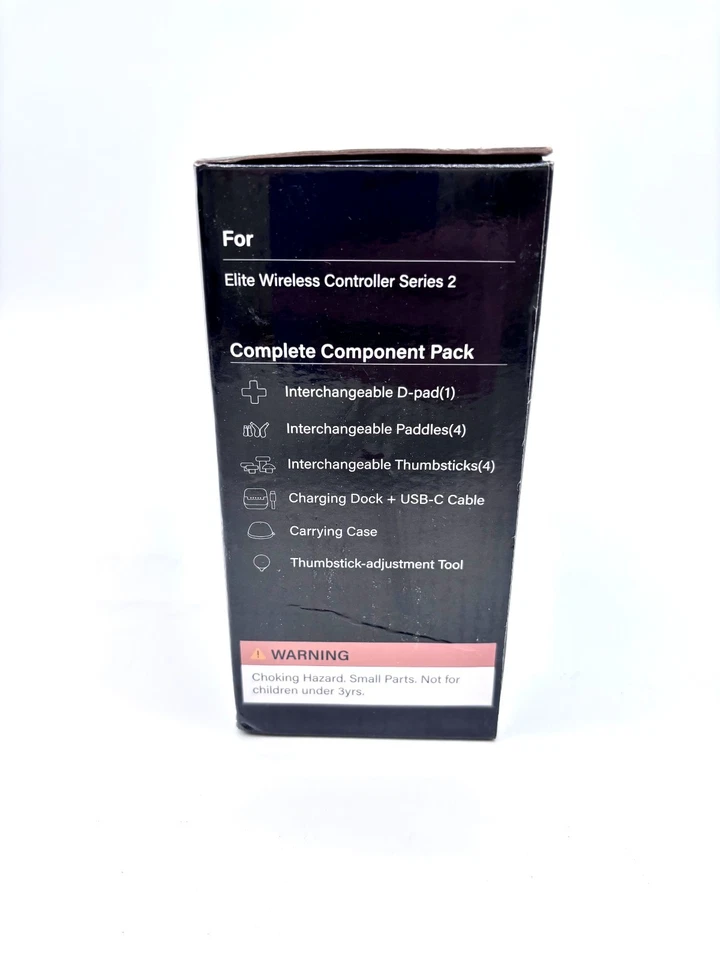 For
Elite Wireless Controller Series 2
Complete Component Pack
Interchangeable D-pad(1)
Interchangeable Paddles(4)
Interchangeable Thumbsticks(4)
Charging Dock + USB-C Cable
Carrying Case
Thumbstick-adjustment Tool
WARNING
Choking Hazard. Small Parts. Not for
children under 3yrs.